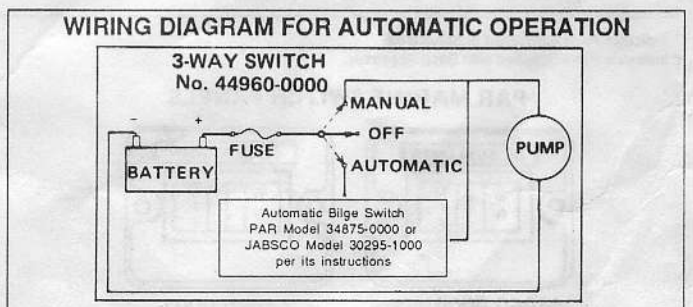 WIRING DIAGRAM FOR AUTOMATIC OPERATION
3-WAY SWITCH
No. 44960-0000
MANUAL
- +
OFF
FUSE
PUMP
BATTERY
AUTOMATIC
Automatic Bilge Switch
PAR Model 34875-0000 or
JABSCO Model 30295-1000
per its instructions